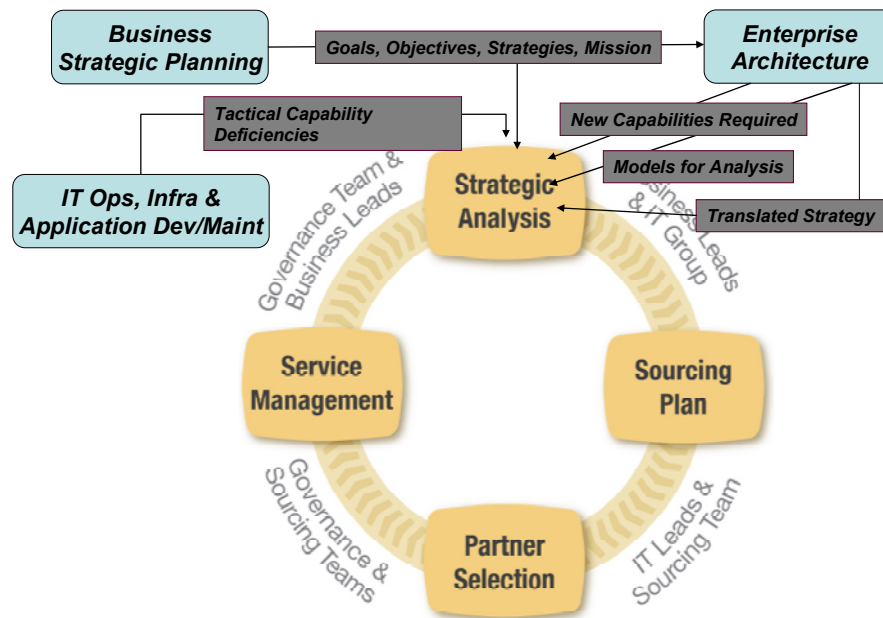 Business
Strategic Planning
Goals, Objectives, Strategies, Mission
Enterprise
Architecture
Tactical Capability
Deficiencies
New Capabilities Required
Models for Analysis
Translated Strategy
IT Ops, Infra &
Application Dev/Maint
Strategic
Analysis
Governance Team &
Business Leads
Business Leads
& IT Group
Service
Management
Sourcing
Plan
Governance &
Sourcing Teams
IT Leads &
Sourcing Team
Partner
Selection